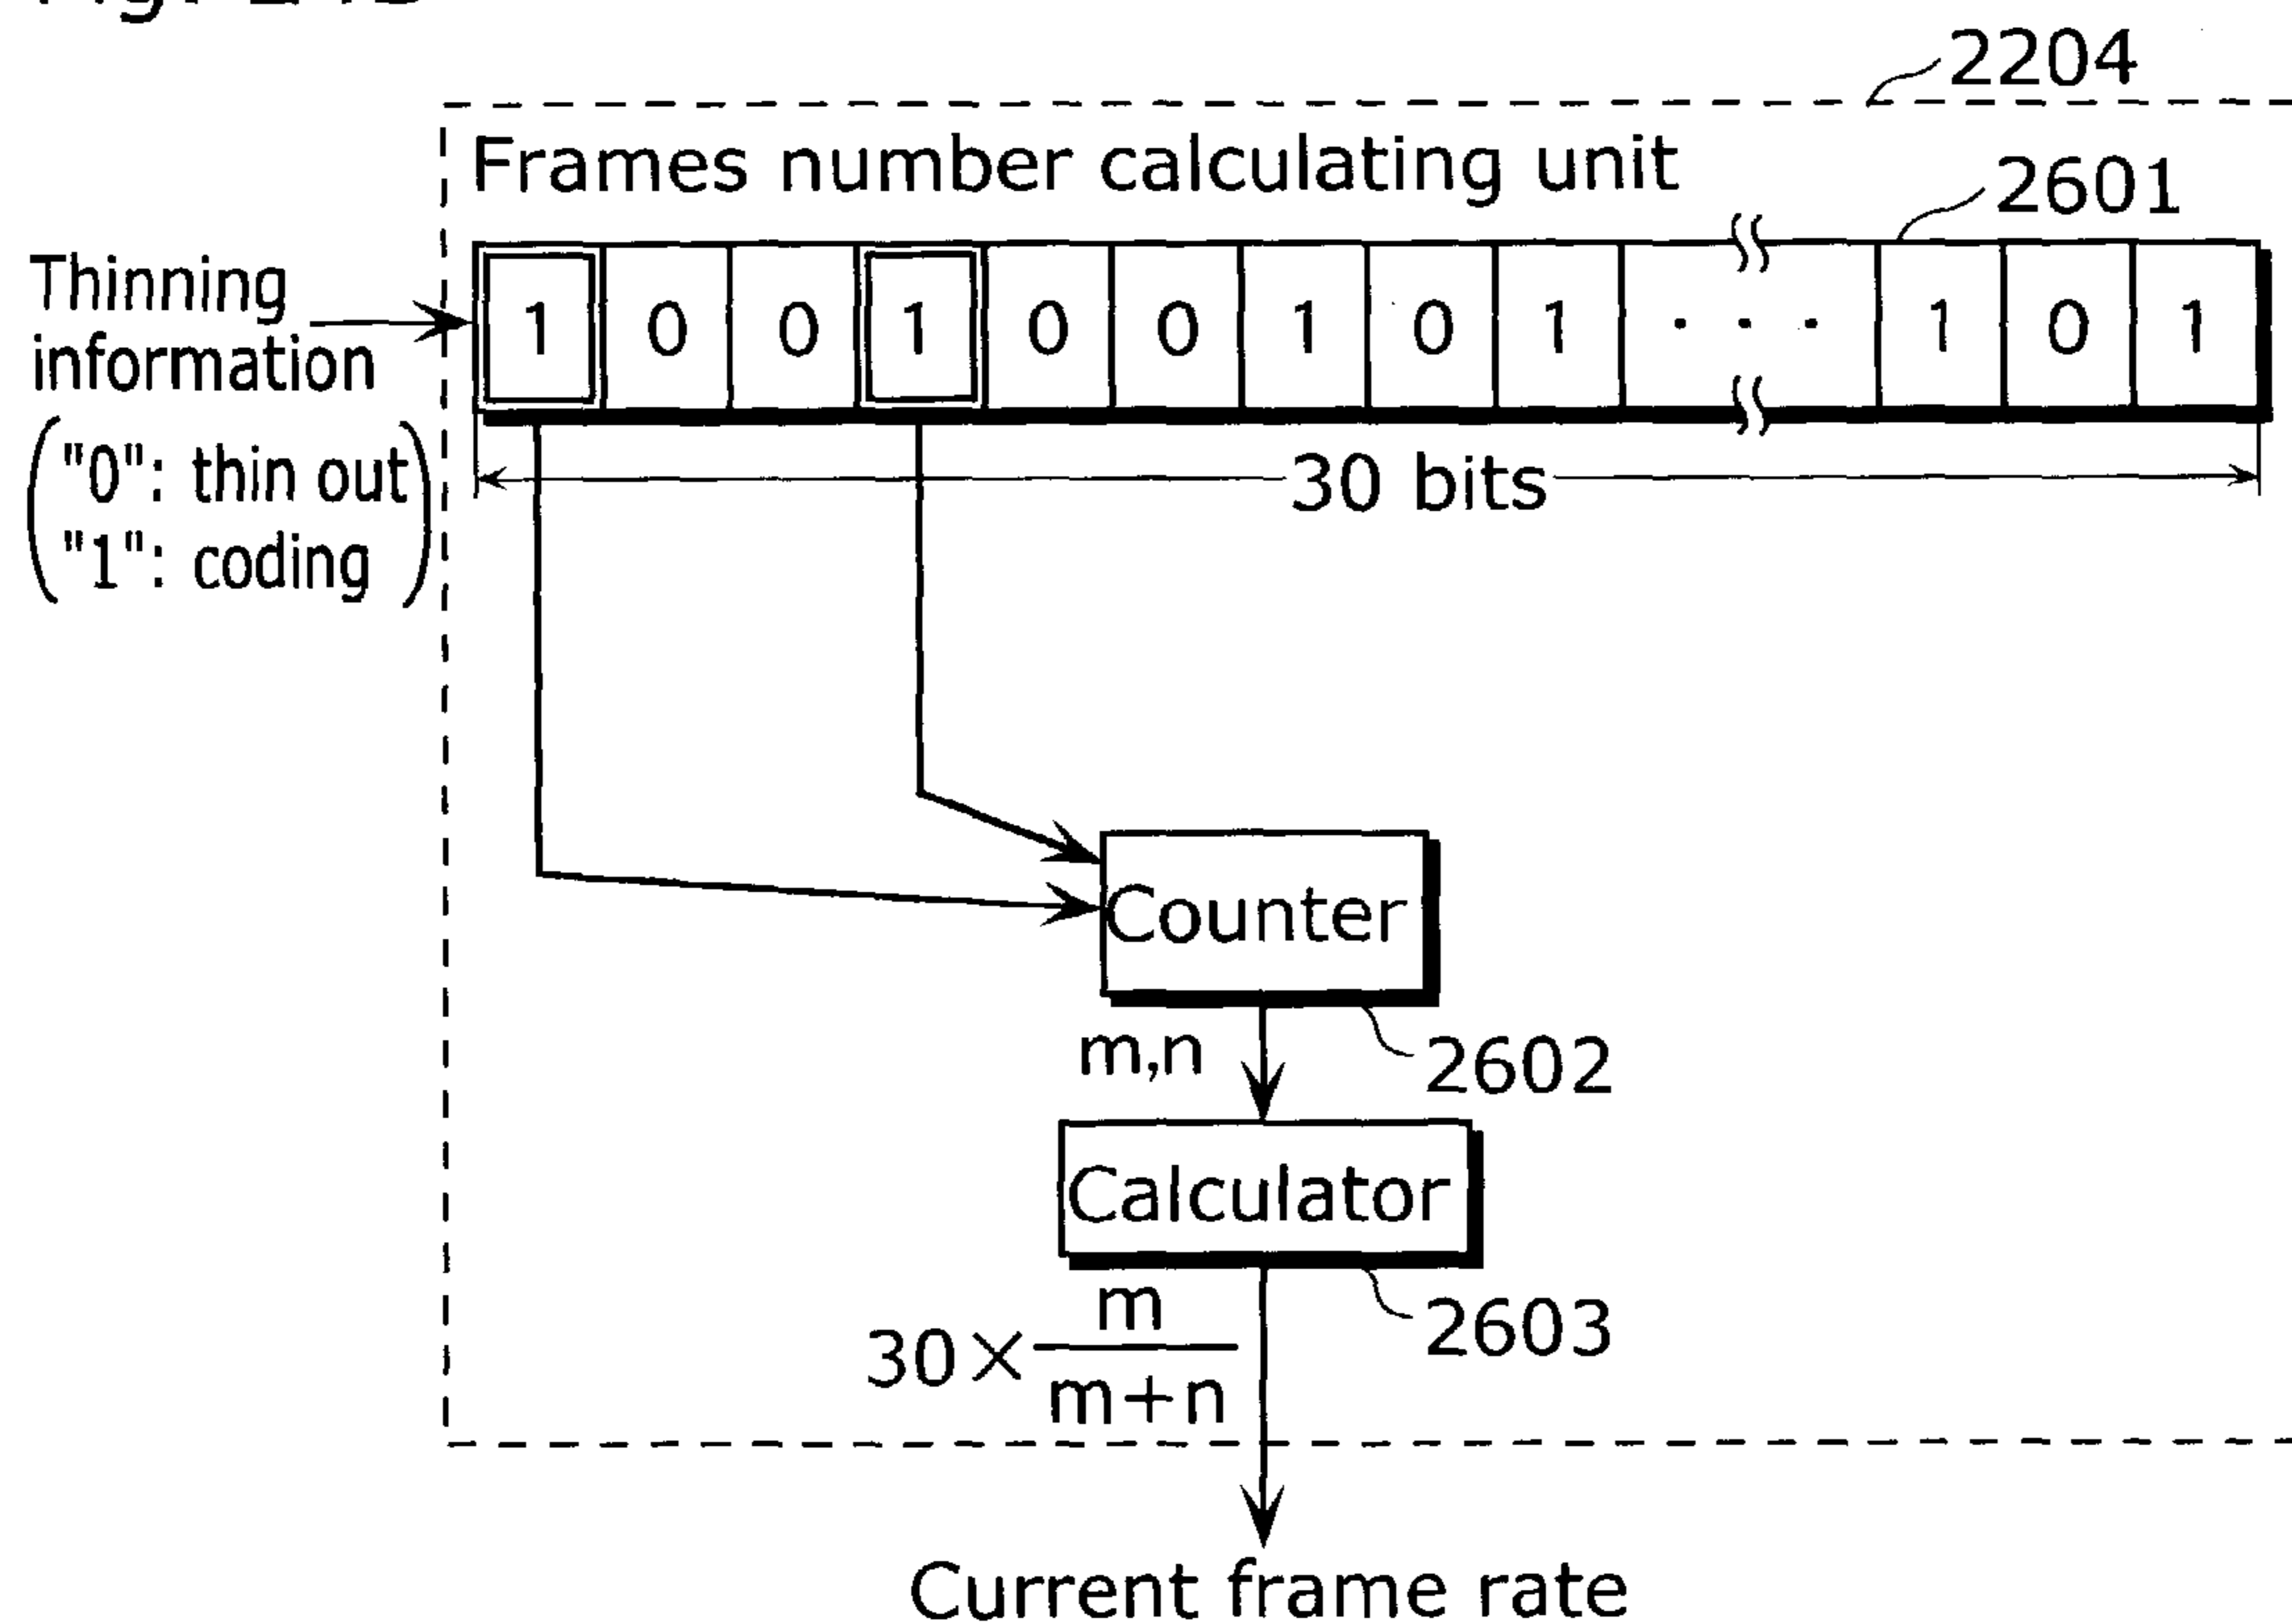 2204
Frames number calculating unit
2601
Thinning
information
1 0 0 1 0 0 1 0 1 · · · 1 0 1
("0": thin out
"1": coding)
30 bits
Counter
m,n
2602
Calculator
2603
30 × m
m+n
Current frame rate